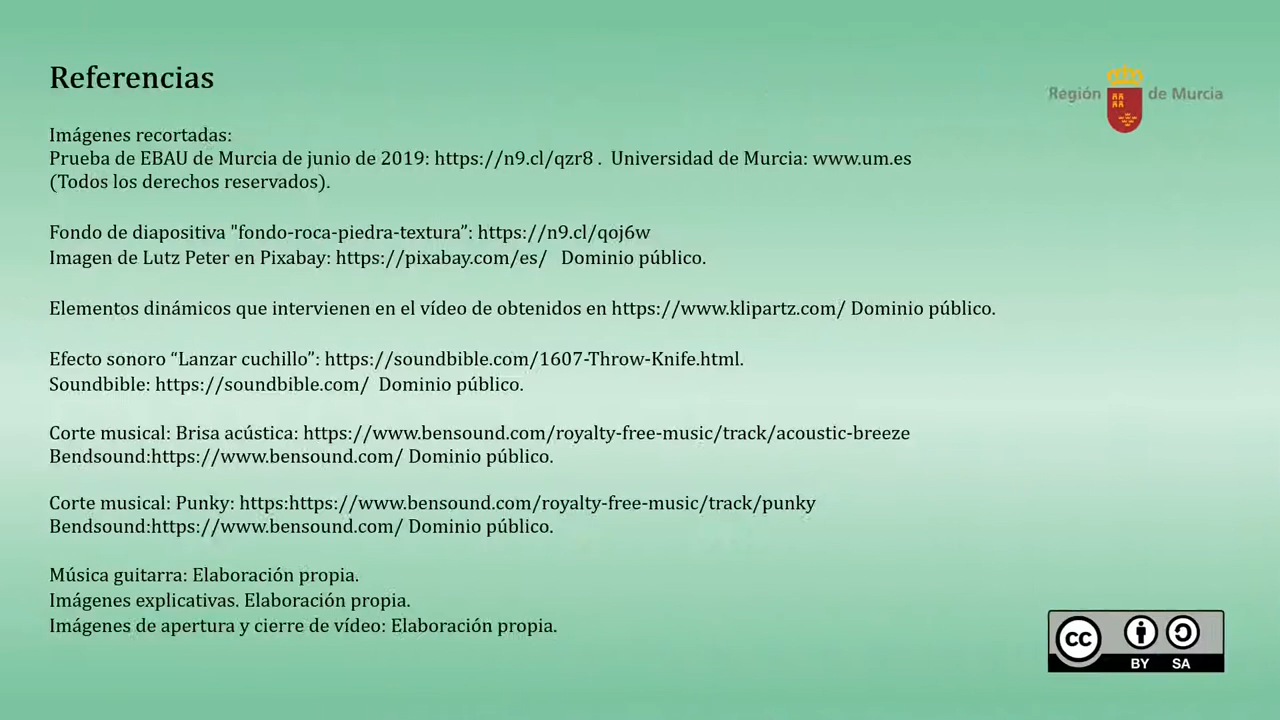 Referencias
Región de Murcia
Imágenes recortadas:
Prueba de EBAU de Murcia de junio de 2019: https://n9.cl/qzr8 .  Universidad de Murcia: www.um.es
(Todos los derechos reservados).
Fondo de diapositiva "fondo-roca-piedra-textura”: https://n9.cl/qoj6w
Imagen de Lutz Peter en Pixabay: https://pixabay.com/es/   Dominio público.
Elementos dinámicos que intervienen en el vídeo de obtenidos en https://www.klipartz.com/ Dominio público.
Efecto sonoro “Lanzar cuchillo”: https://soundbible.com/1607-Throw-Knife.html.
Soundbible: https://soundbible.com/  Dominio público.
Corte musical: Brisa acústica: https://www.bensound.com/royalty-free-music/track/acoustic-breeze
Bendsound:https://www.bensound.com/ Dominio público.
Corte musical: Punky: https:https://www.bensound.com/royalty-free-music/track/punky
Bendsound:https://www.bensound.com/ Dominio público.
Música guitarra: Elaboración propia.
Imágenes explicativas. Elaboración propia.
Imágenes de apertura y cierre de vídeo: Elaboración propia.
cc
BY SA